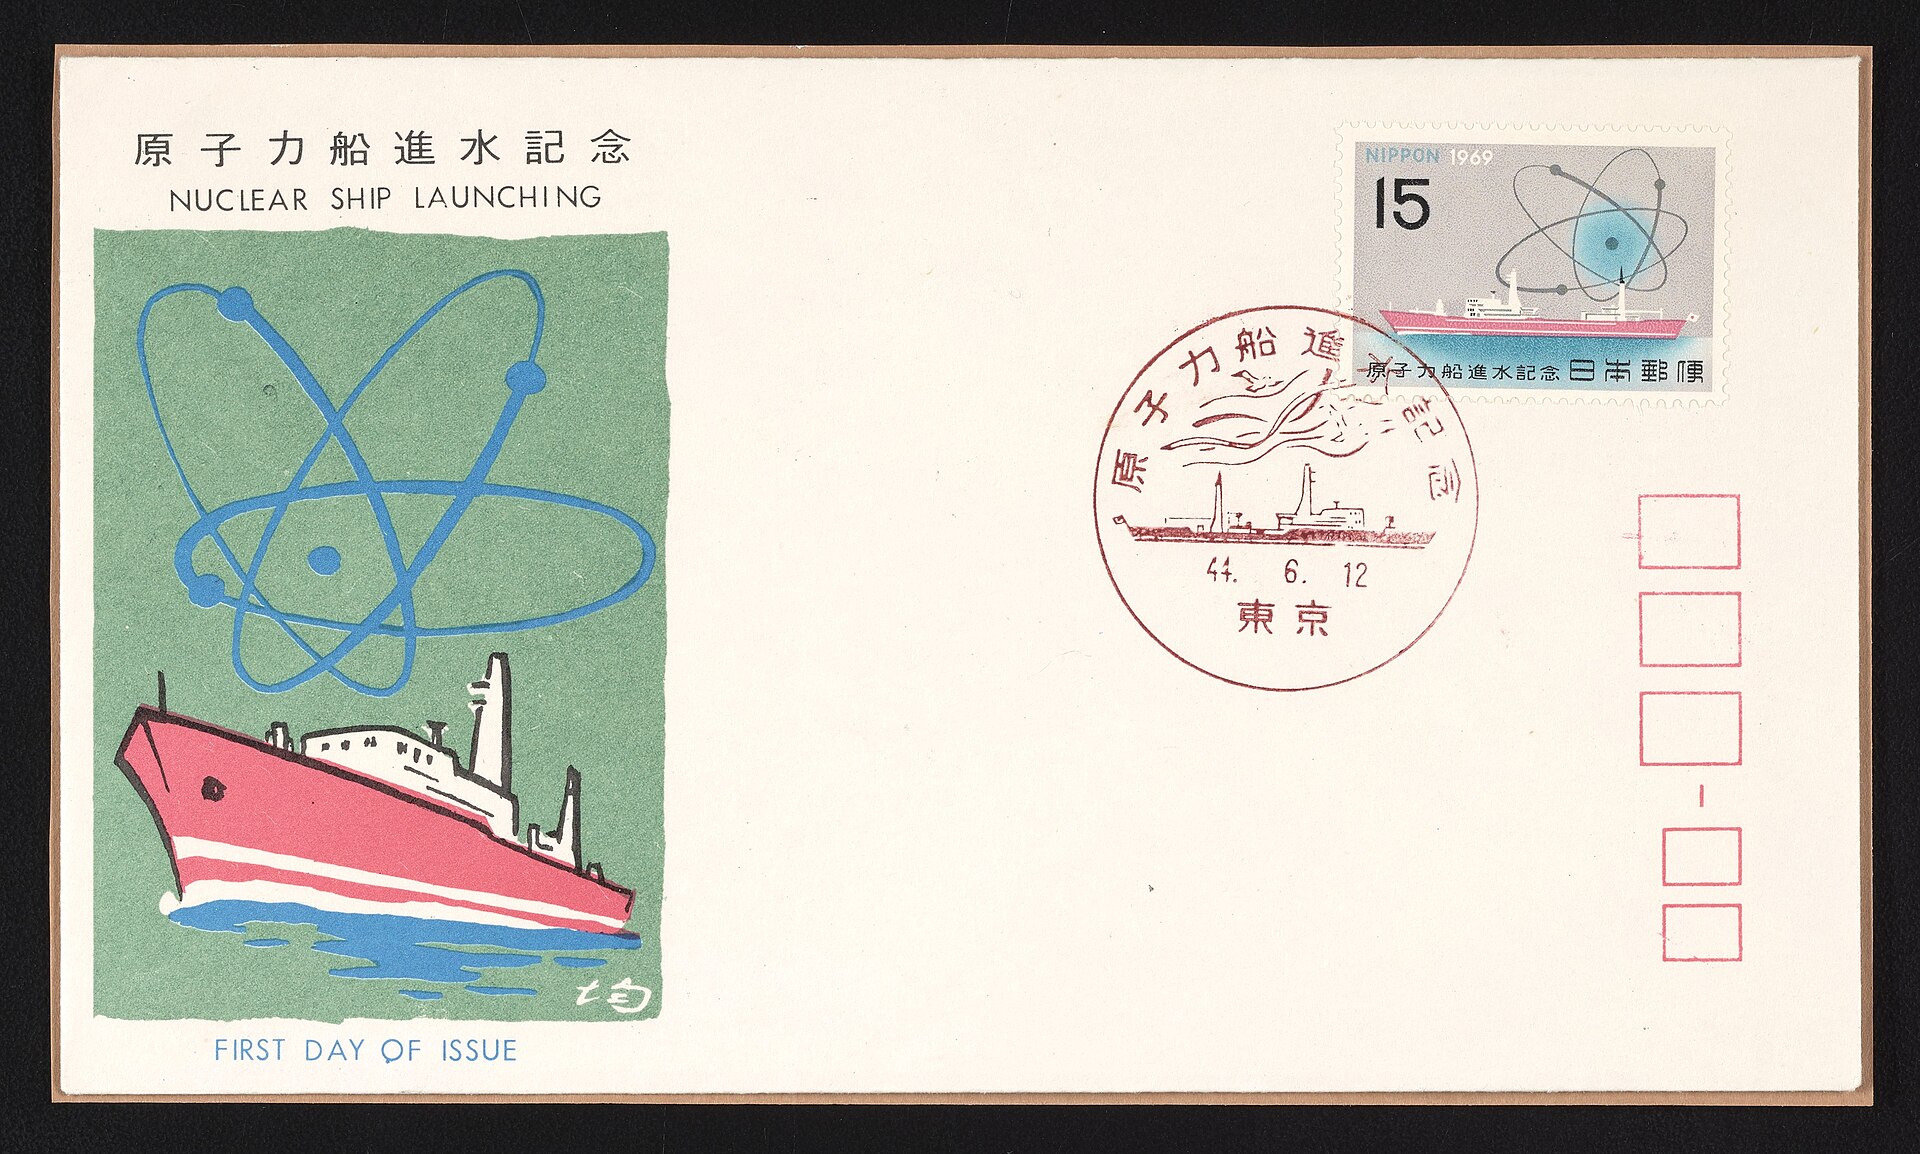 原子力船進水記念
NUCLEAR SHIP LAUNCHING
FIRST DAY OF ISSUE
NIPPON 1969
15
原子力船進水記念 日本郵便
原子力船進水記念
44. 6. 12
東京